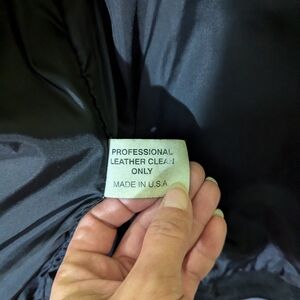 PROFESSIONAL
LEATHER CLEAN
ONLY
MADE IN U.S.A.